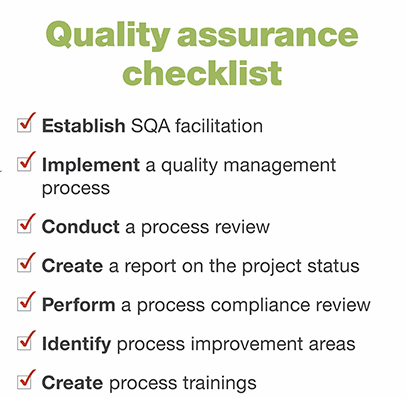 Quality assurance
checklist
Establish SQA facilitation
Implement a quality management
process
Conduct a process review
Create a report on the project status
Perform a process compliance review
Identify process improvement areas
Create process trainings